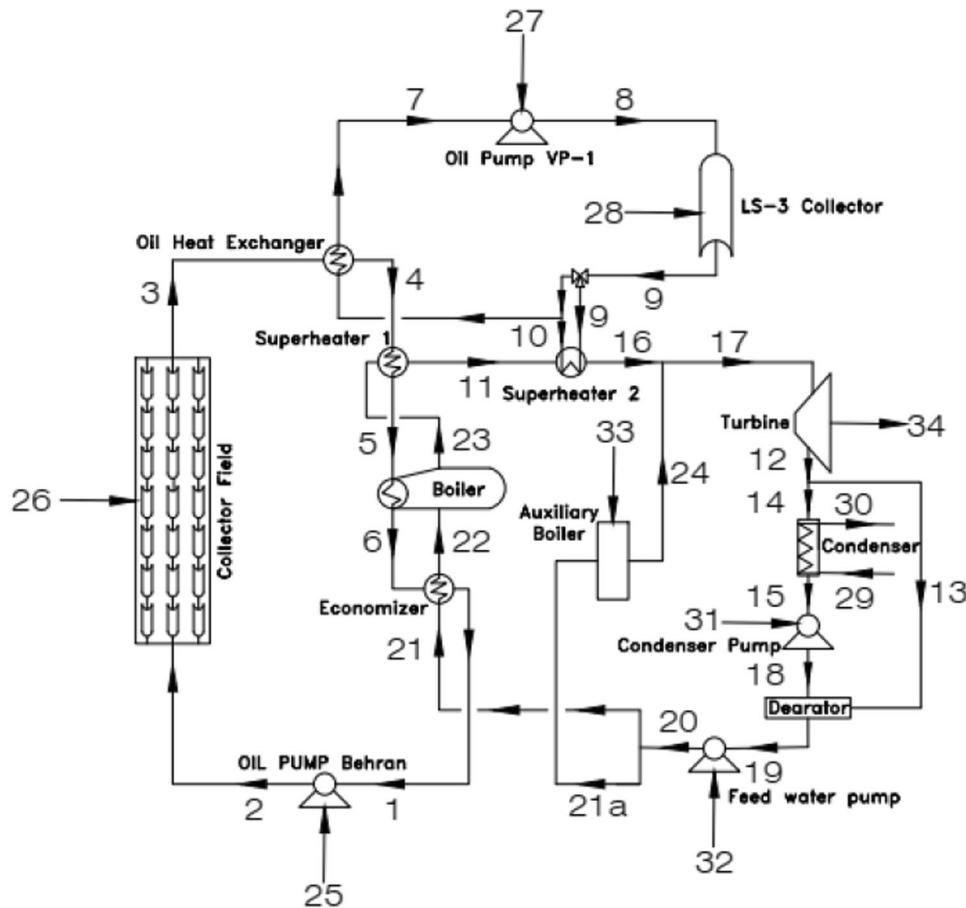 27
7
8
Oil Pump VP-1
28
LS-3 Collector
Oil Heat Exchanger
3
4
9
9
10
Superheater 1
11
16
17
Superheater 2
Turbine
34
5
23
33
12
26
Collector Field
Boiler
24
14
30
Auxiliary
Boiler
Condenser
6
22
Economizer
15
29
13
31
21
Condenser Pump
18
Dearator
20
19
OIL PUMP Behran
2
1
21a
Feed water pump
25
32